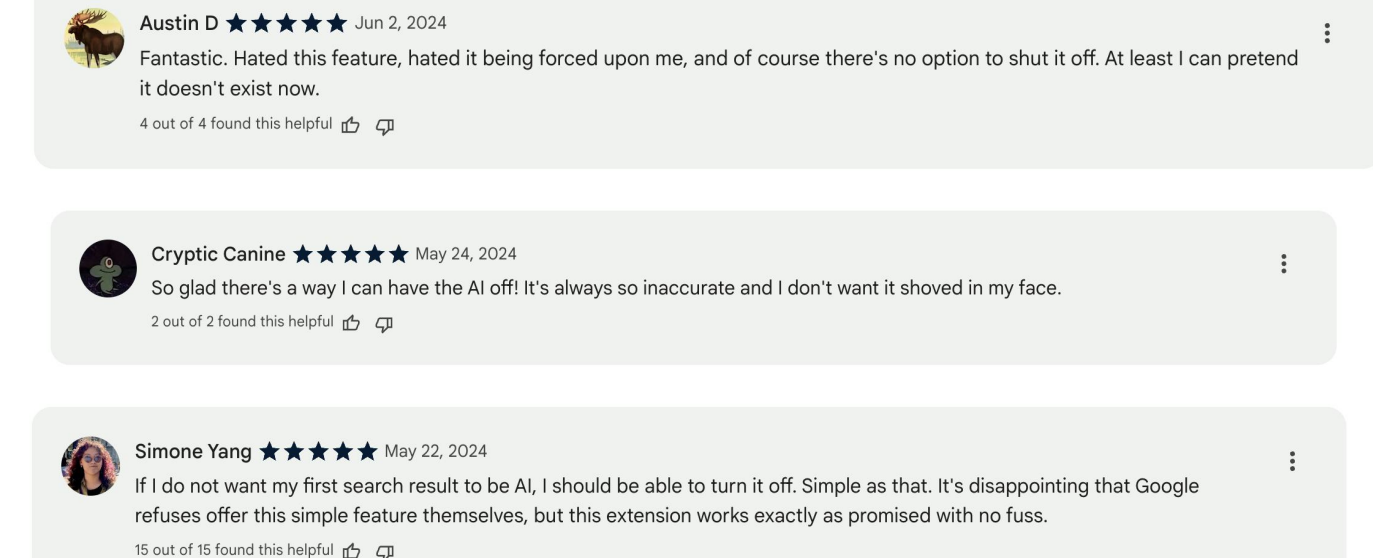 Austin D ★★★★★ Jun 2, 2024
Fantastic. Hated this feature, hated it being forced upon me, and of course there's no option to shut it off. At least I can pretend
it doesn't exist now.
4 out of 4 found this helpful
Cryptic Canine ★★★★★ May 24, 2024
So glad there's a way I can have the AI off! It's always so inaccurate and I don't want it shoved in my face.
2 out of 2 found this helpful
Simone Yang ★★★★★ May 22, 2024
If I do not want my first search result to be AI, I should be able to turn it off. Simple as that. It's disappointing that Google
refuses offer this simple feature themselves, but this extension works exactly as promised with no fuss.
15 out of 15 found this helpful